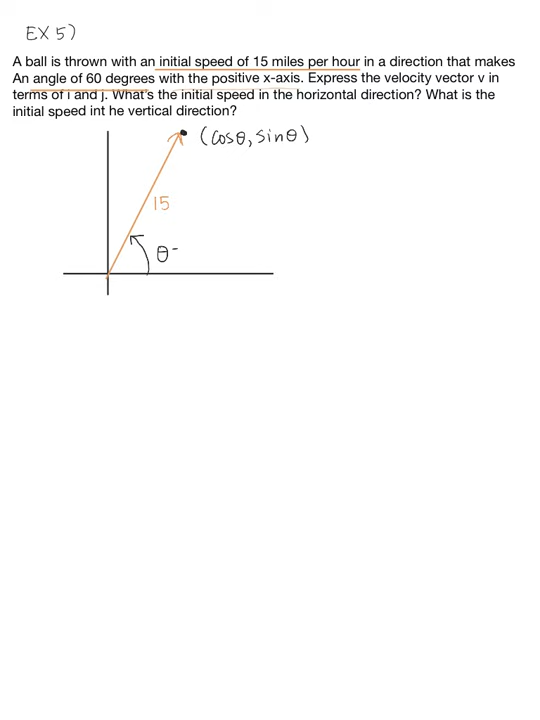 EX 5)
A ball is thrown with an initial speed of 15 miles per hour in a direction that makes
An angle of 60 degrees with the positive x-axis. Express the velocity vector v in
terms of i and j. What's the initial speed in the horizontal direction? What is the
initial speed int he vertical direction?
(cosθ, sinθ)
15
θ-